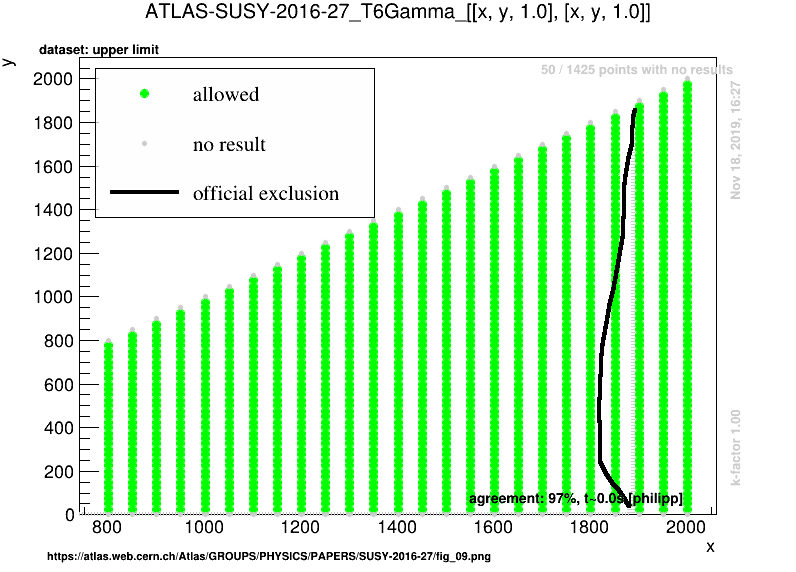 ATLAS-SUSY-2016-27_T6Gamma_[[x, y, 1.0], [x, y, 1.0]]
dataset: upper limit
y
50 / 1425 points with no results
allowed
no result
official exclusion
2000
1800
1600
1400
1200
1000
800
600
400
200
0
Nov 18, 2019, 16:27
k-factor 1.00
agreement: 97%, t~0.0s [philipp]
800 1000 1200 1400 1600 1800 2000
x
https://atlas.web.cern.ch/Atlas/GROUPS/PHYSICS/PAPERS/SUSY-2016-27/fig_09.png